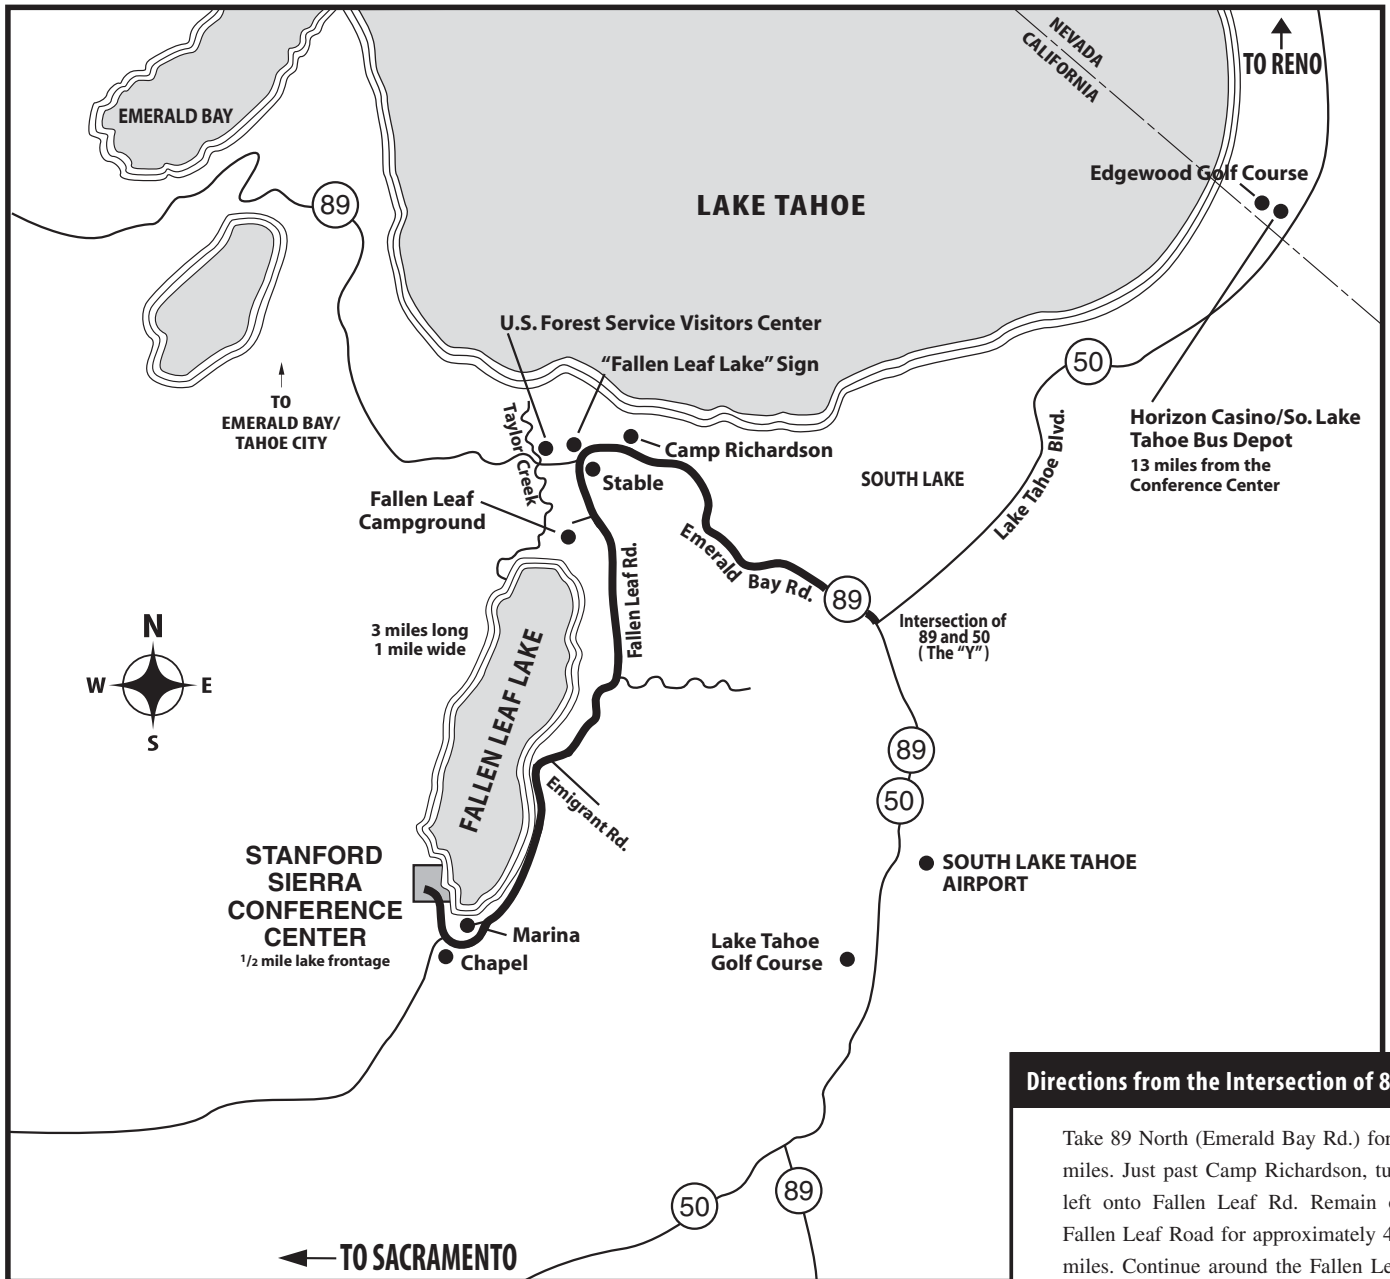 NEVADA
CALIFORNIA
TO RENO
EMERALD BAY
Edgewood Golf Course
89
LAKE TAHOE
U.S. Forest Service Visitors Center
“Fallen Leaf Lake” Sign
50
TO
EMERALD BAY/
TAHOE CITY
Taylor Creek
Camp Richardson
Stable
SOUTH LAKE
Lake Tahoe Blvd.
Horizon Casino/So. Lake
Tahoe Bus Depot
13 miles from the
Conference Center
Fallen Leaf
Campground
Fallen Leaf Rd.
Emerald Bay Rd.
89
Intersection of
89 and 50
( The “Y”)
3 miles long
1 mile wide
N
W
E
S
FALLEN LEAF LAKE
Emigrant Rd.
89
50
STANFORD
SIERRA
CONFERENCE
CENTER
1/2 mile lake frontage
SOUTH LAKE TAHOE
AIRPORT
Marina
Chapel
Lake Tahoe
Golf Course
50
89
TO SACRAMENTO
Directions from the Intersection of
Take 89 North (Emerald Bay Rd.) for
miles. Just past Camp Richardson,
left onto Fallen Leaf Rd. Remain
Fallen Leaf Road for approximately
miles. Continue around the Fallen